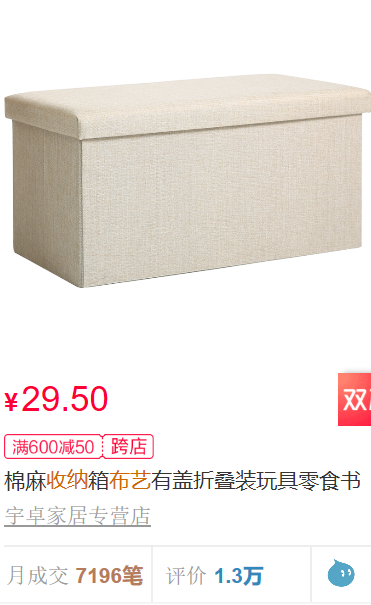 ¥29.50
双
满600减50 跨店
棉麻收纳箱布艺有盖折叠装玩具零食书
宇卓家居专营店
月成交 7196笔 评价 1.3万